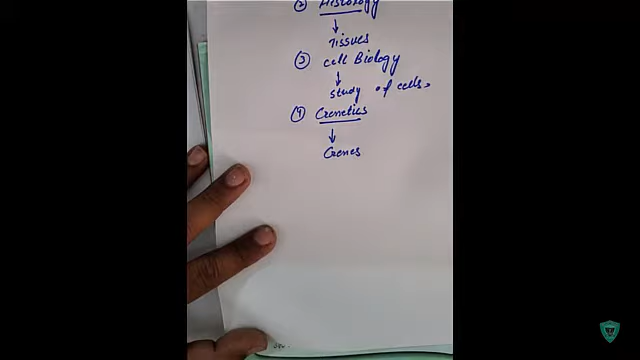 ② Histology
↓
Tissues
③ cell Biology
↓
study of cells.
④ Genetics
↓
Genes